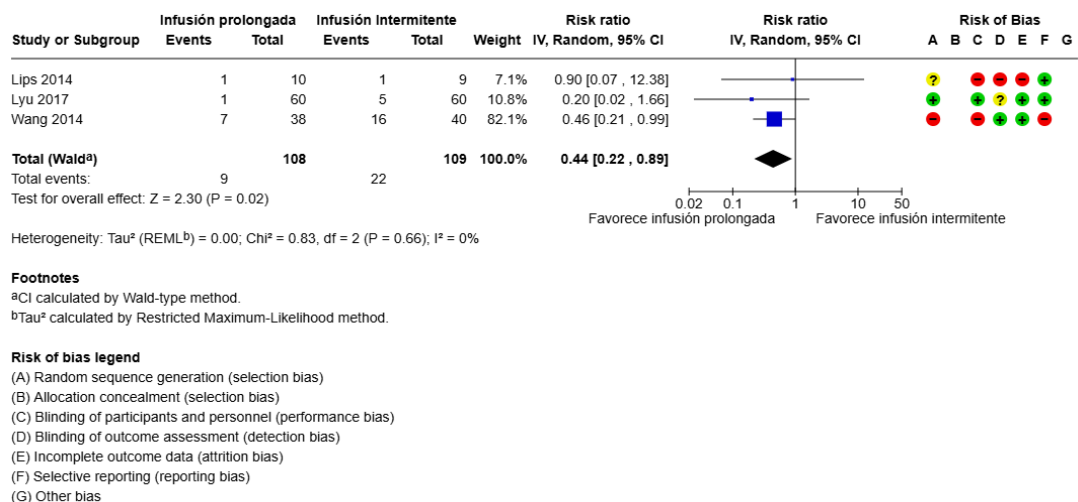 Infusión prolongada Infusión Intermitente Risk ratio Risk ratio Risk of Bias
Study or Subgroup Events Total Events Total Weight IV, Random, 95% CI IV, Random, 95% CI A B C D E F G
Lips 2014 1 10 1 9 7.1% 0.90 [0.07 , 12.38] ? − − − +
Lyu 2017 1 60 5 60 10.8% 0.20 [0.02 , 1.66] + + ? + +
Wang 2014 7 38 16 40 82.1% 0.46 [0.21 , 0.99] − − + + −
Total (Waldᵃ) 108 109 100.0% 0.44 [0.22 , 0.89]
Total events: 9 22
Test for overall effect: Z = 2.30 (P = 0.02)
0.02 0.1 1 10 50
Favorece infusión prolongada Favorece infusión intermitente
Heterogeneity: Tau² (REMLᵇ) = 0.00; Chi² = 0.83, df = 2 (P = 0.66); I² = 0%
Footnotes
ᵃCI calculated by Wald-type method.
ᵇTau² calculated by Restricted Maximum-Likelihood method.
Risk of bias legend
(A) Random sequence generation (selection bias)
(B) Allocation concealment (selection bias)
(C) Blinding of participants and personnel (performance bias)
(D) Blinding of outcome assessment (detection bias)
(E) Incomplete outcome data (attrition bias)
(F) Selective reporting (reporting bias)
(G) Other bias